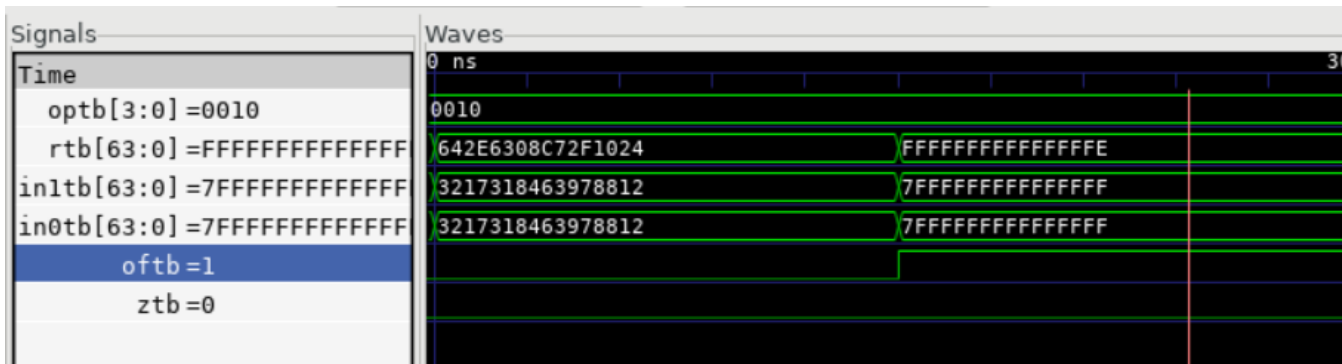 Signals
Waves
Time
0 ns
optb[3:0] =0010
0010
rtb[63:0] =FFFFFFFFFFFFFFF
642E6308C72F1024
FFFFFFFFFFFFFFFE
in1tb[63:0] =7FFFFFFFFFFFFFF
3217318463978812
7FFFFFFFFFFFFFFF
in0tb[63:0] =7FFFFFFFFFFFFFF
3217318463978812
7FFFFFFFFFFFFFFF
oftb =1
ztb =0